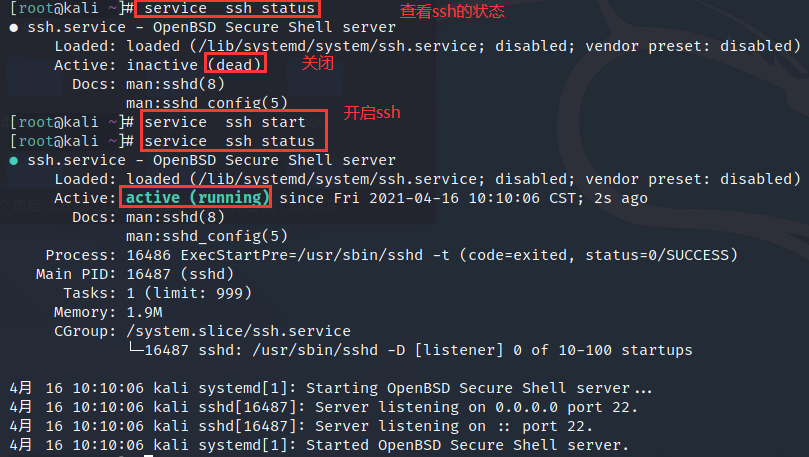 [root@kali ~]# service  ssh status 查看ssh的状态
● ssh.service - OpenBSD Secure Shell server
Loaded: loaded (/lib/systemd/system/ssh.service; disabled; vendor preset: disabled)
Active: inactive (dead) 关闭
Docs: man:sshd(8)
man:sshd_config(5)
开启ssh
[root@kali ~]# service  ssh start
[root@kali ~]# service  ssh status
● ssh.service - OpenBSD Secure Shell server
Loaded: loaded (/lib/systemd/system/ssh.service; disabled; vendor preset: disabled)
Active: active (running) since Fri 2021-04-16 10:10:06 CST; 2s ago
Docs: man:sshd(8)
man:sshd_config(5)
Process: 16486 ExecStartPre=/usr/sbin/sshd -t (code=exited, status=0/SUCCESS)
Main PID: 16487 (sshd)
Tasks: 1 (limit: 999)
Memory: 1.9M
CGroup: /system.slice/ssh.service
└─16487 sshd: /usr/sbin/sshd -D [listener] 0 of 10-100 startups
4月 16 10:10:06 kali systemd[1]: Starting OpenBSD Secure Shell server...
4月 16 10:10:06 kali sshd[16487]: Server listening on 0.0.0.0 port 22.
4月 16 10:10:06 kali sshd[16487]: Server listening on :: port 22.
4月 16 10:10:06 kali systemd[1]: Started OpenBSD Secure Shell server.